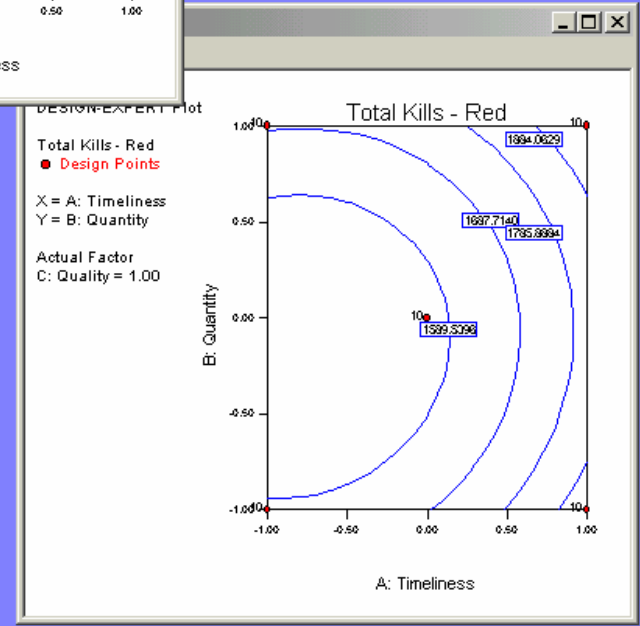 0.50 1.00
ss
DESIGN-EXPERT Plot
Total Kills - Red
Design Points
X = A: Timeliness
Y = B: Quantity
Actual Factor
C: Quality = 1.00
Total Kills - Red
1.00 10 10
1884.0629
0.50
1687.7140
1785.8884
B: Quantity
0.00 10
1589.5396
-0.50
-1.00 10 10
-1.00 -0.50 0.00 0.50 1.00
A: Timeliness